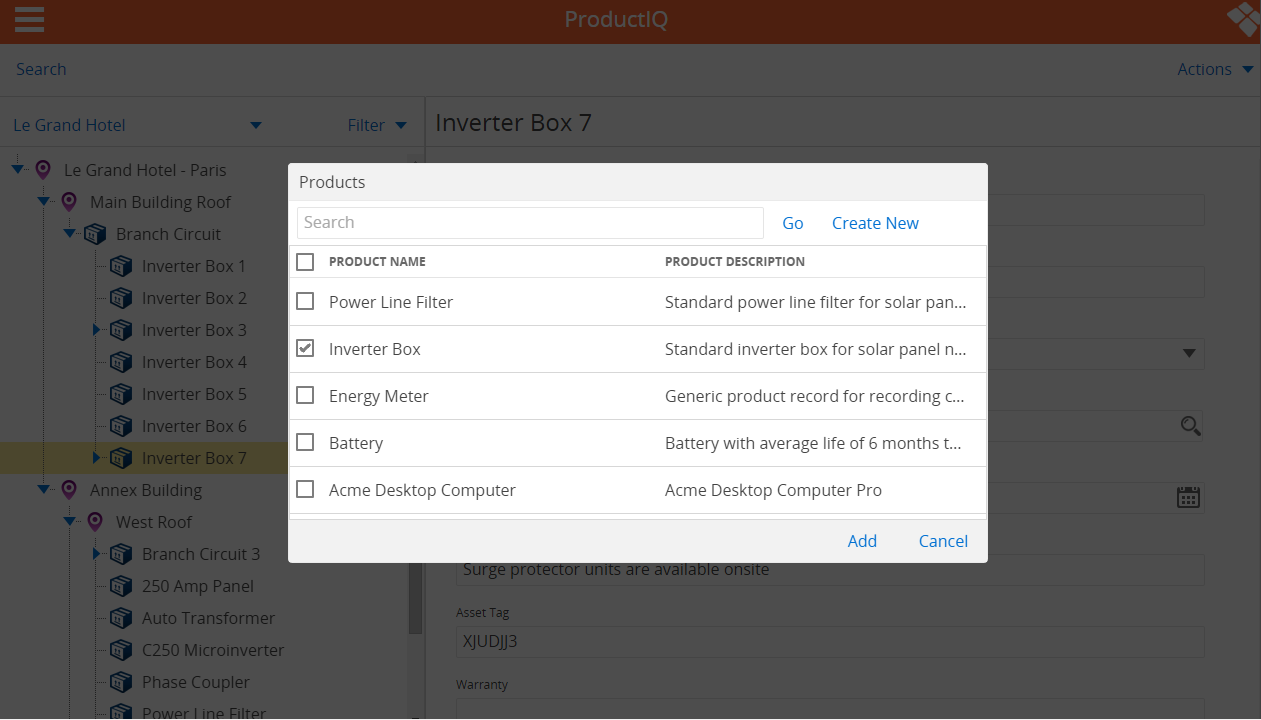 ProductIQ
Search
Actions
Le Grand Hotel
Filter
Inverter Box 7
Le Grand Hotel - Paris
Main Building Roof
Branch Circuit
Inverter Box 1
Inverter Box 2
Inverter Box 3
Inverter Box 4
Inverter Box 5
Inverter Box 6
Inverter Box 7
Annex Building
West Roof
Branch Circuit 3
250 Amp Panel
Auto Transformer
C250 Microinverter
Phase Coupler
Power Line Filter
Products
Search
Go
Create New
PRODUCT NAME PRODUCT DESCRIPTION
Power Line Filter Standard power line filter for solar pan...
Inverter Box Standard inverter box for solar panel n...
Energy Meter Generic product record for recording c...
Battery Battery with average life of 6 months t...
Acme Desktop Computer Acme Desktop Computer Pro
Add
Cancel
Surge protector units are available onsite
Asset Tag
XJUDJJ3
Warranty